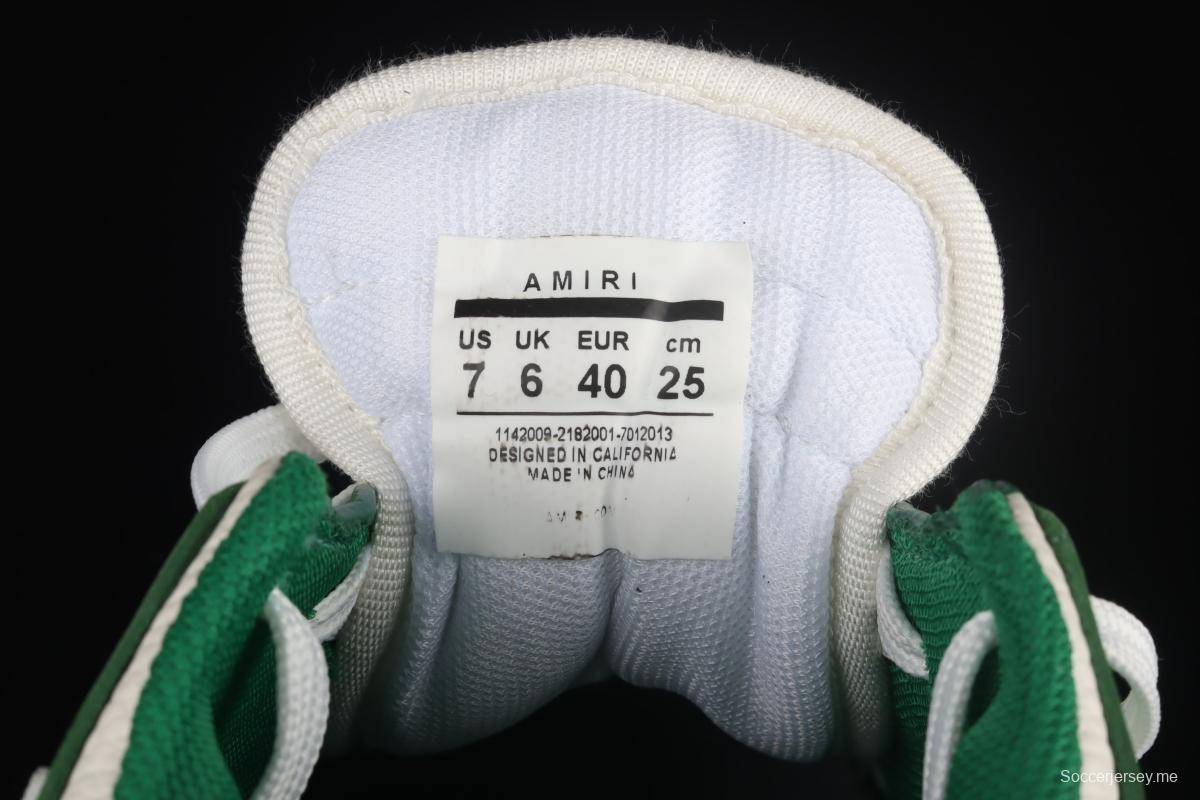 AMIRI
US UK EUR cm
7 6 40 25
1142009-2182001-7012013
DESIGNED IN CALIFORNIA
MADE IN CHINA
Soccerjersey.me